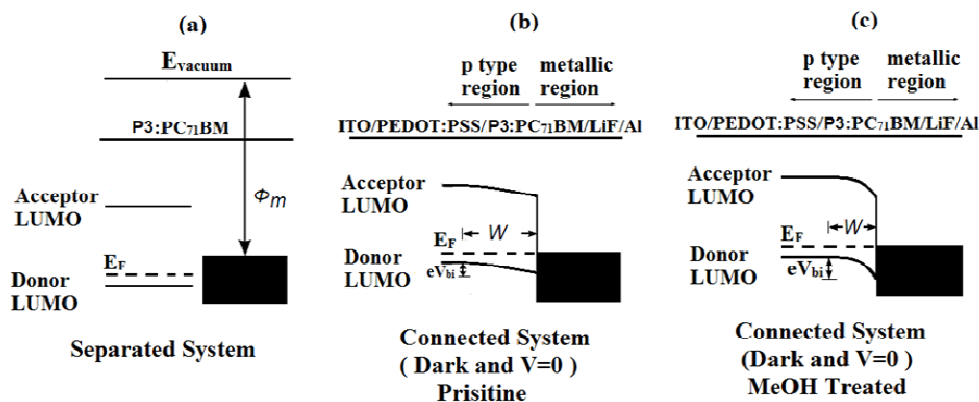 (a)
Evacuum
P3:PC71BM
Φm
Acceptor
LUMO
EF
Donor
LUMO
Separated System
(b)
p type metallic
region region
ITO/PEDOT:PSS/P3:PC71BM/LiF/Al
Acceptor
LUMO
W
EF
Donor
LUMO
eVbi
Connected System
( Dark and V=0 )
Prisitine
(c)
p type metallic
region region
ITO/PEDOT:PSS/P3:PC71BM/LiF/Al
Acceptor
LUMO
W
EF
Donor
LUMO
eVbi
Connected System
(Dark and V=0 )
MeOH Treated